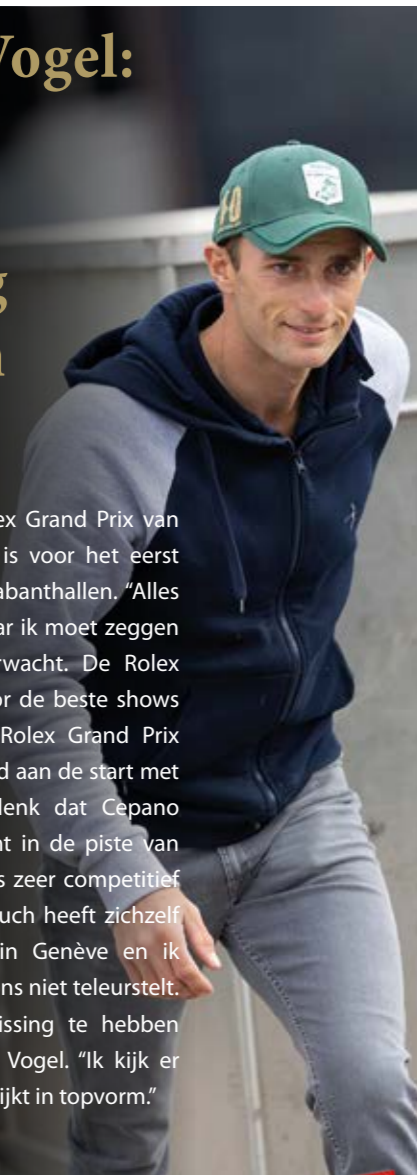 Vogel:
g
n
ex Grand Prix van
is voor het eerst
abanthallen. “Alles
ar ik moet zeggen
rwacht. De Rolex
or de beste shows
Rolex Grand Prix
d aan de start met
denk dat Cepano
nt in de piste van
s zeer competitief
uch heeft zichzelf
in Genève en ik
ns niet teleurstelt.
issing te hebben
Vogel. “Ik kijk er
ijkt in topvorm.”